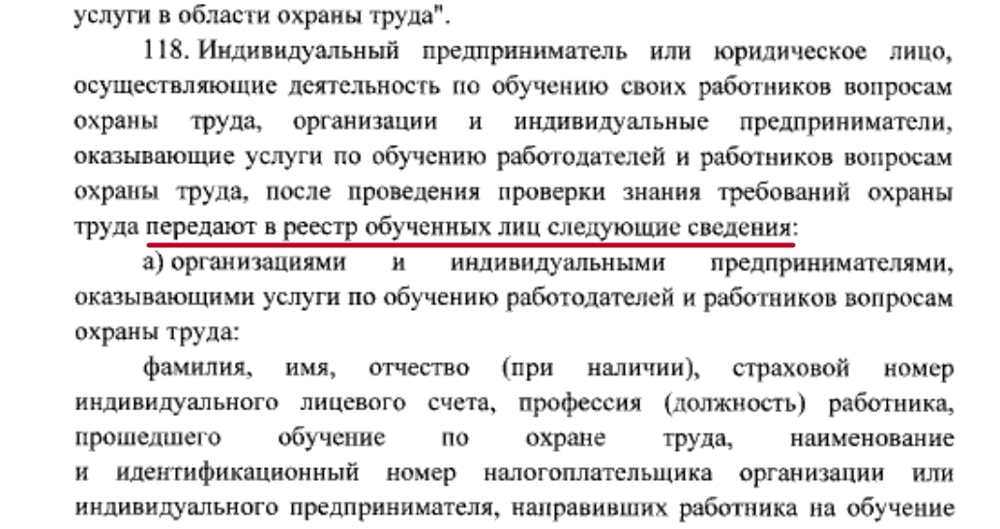 услуги в области охраны труда".
118. Индивидуальный предприниматель или юридическое лицо,
осуществляющие деятельность по обучению своих работников вопросам
охраны труда, организации и индивидуальные предприниматели,
оказывающие услуги по обучению работодателей и работников вопросам
охраны труда, после проведения проверки знания требований охраны
труда передают в реестр обученных лиц следующие сведения:
а) организациями и индивидуальными предпринимателями,
оказывающими услуги по обучению работодателей и работников вопросам
охраны труда:
фамилия, имя, отчество (при наличии), страховой номер
индивидуального лицевого счета, профессия (должность) работника,
прошедшего обучение по охране труда, наименование
и идентификационный номер налогоплательщика организации или
индивидуального предпринимателя, направивших работника на обучение